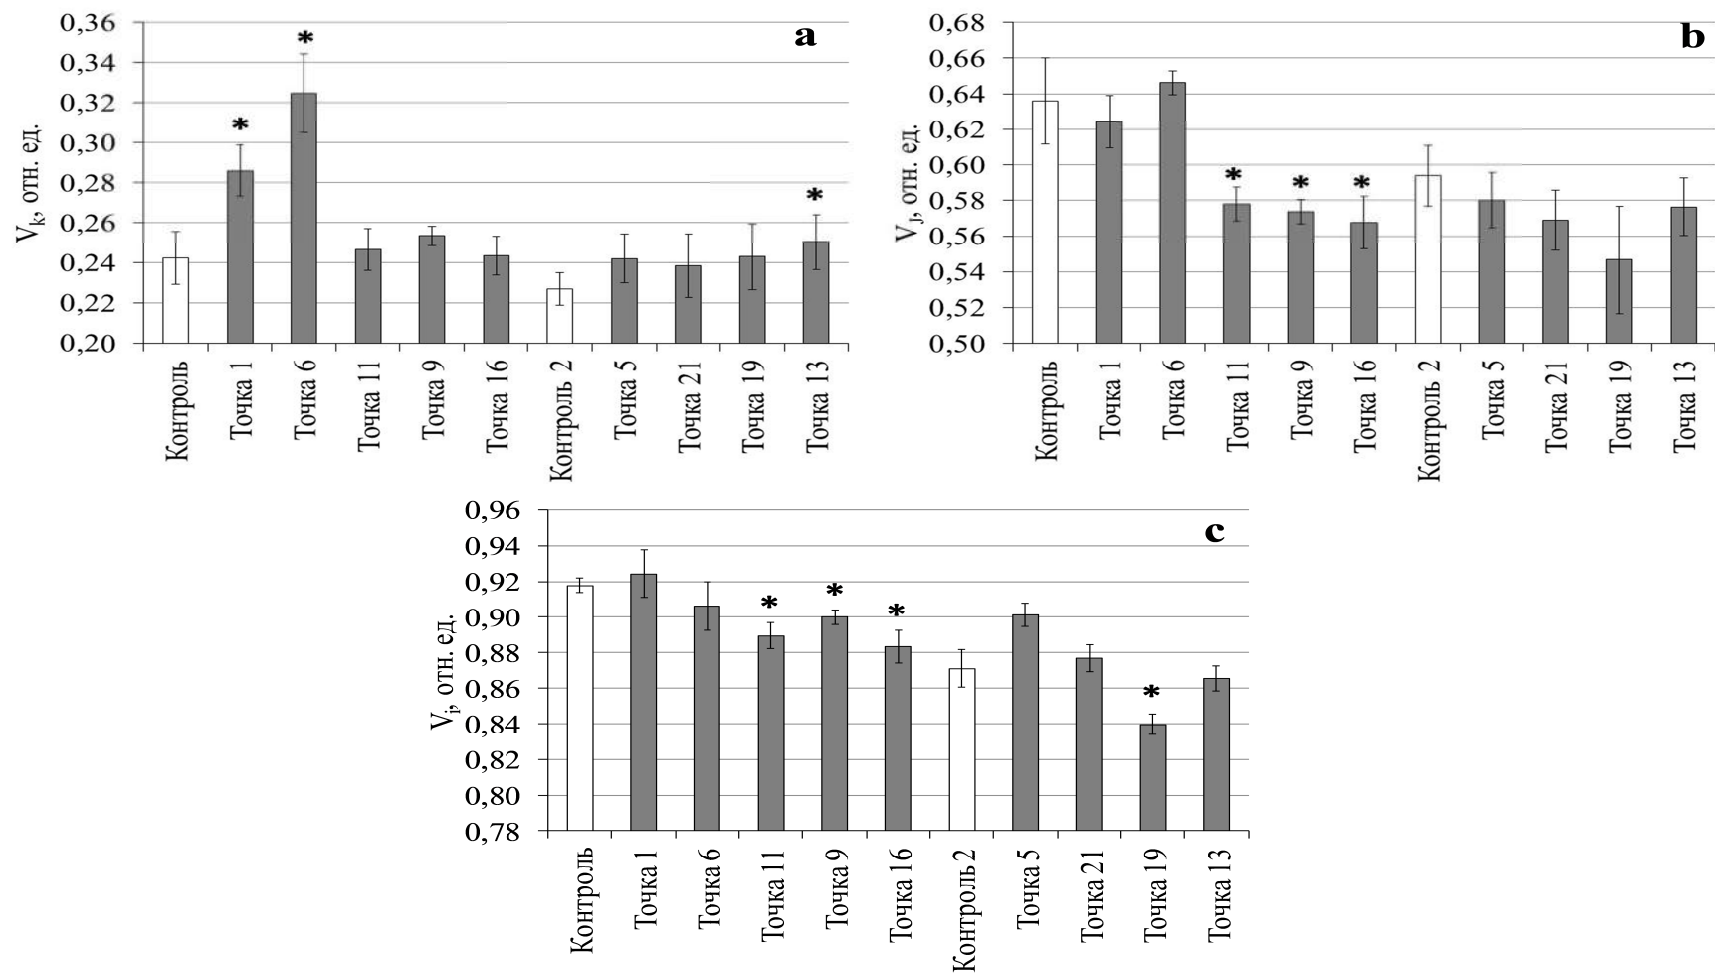 a
0,36
0,34
0,32
0,30
0,28
0,26
0,24
0,22
0,20
Vk, отн. ед.
*
*
*
Контроль
Точка 1
Точка 6
Точка 11
Точка 9
Точка 16
Контроль 2
Точка 5
Точка 21
Точка 19
Точка 13
b
0,68
0,66
0,64
0,62
0,60
0,58
0,56
0,54
0,52
0,50
VJ, отн. ед.
*
*
*
Контроль
Точка 1
Точка 6
Точка 11
Точка 9
Точка 16
Контроль 2
Точка 5
Точка 21
Точка 19
Точка 13
c
0,96
0,94
0,92
0,90
0,88
0,86
0,84
0,82
0,80
0,78
Vi, отн. ед.
*
*
*
*
Контроль
Точка 1
Точка 6
Точка 11
Точка 9
Точка 16
Контроль 2
Точка 5
Точка 21
Точка 19
Точка 13